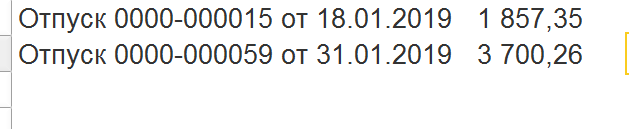 Отпуск 0000-000015 от 18.01.2019 1 857,35
Отпуск 0000-000059 от 31.01.2019 3 700,26